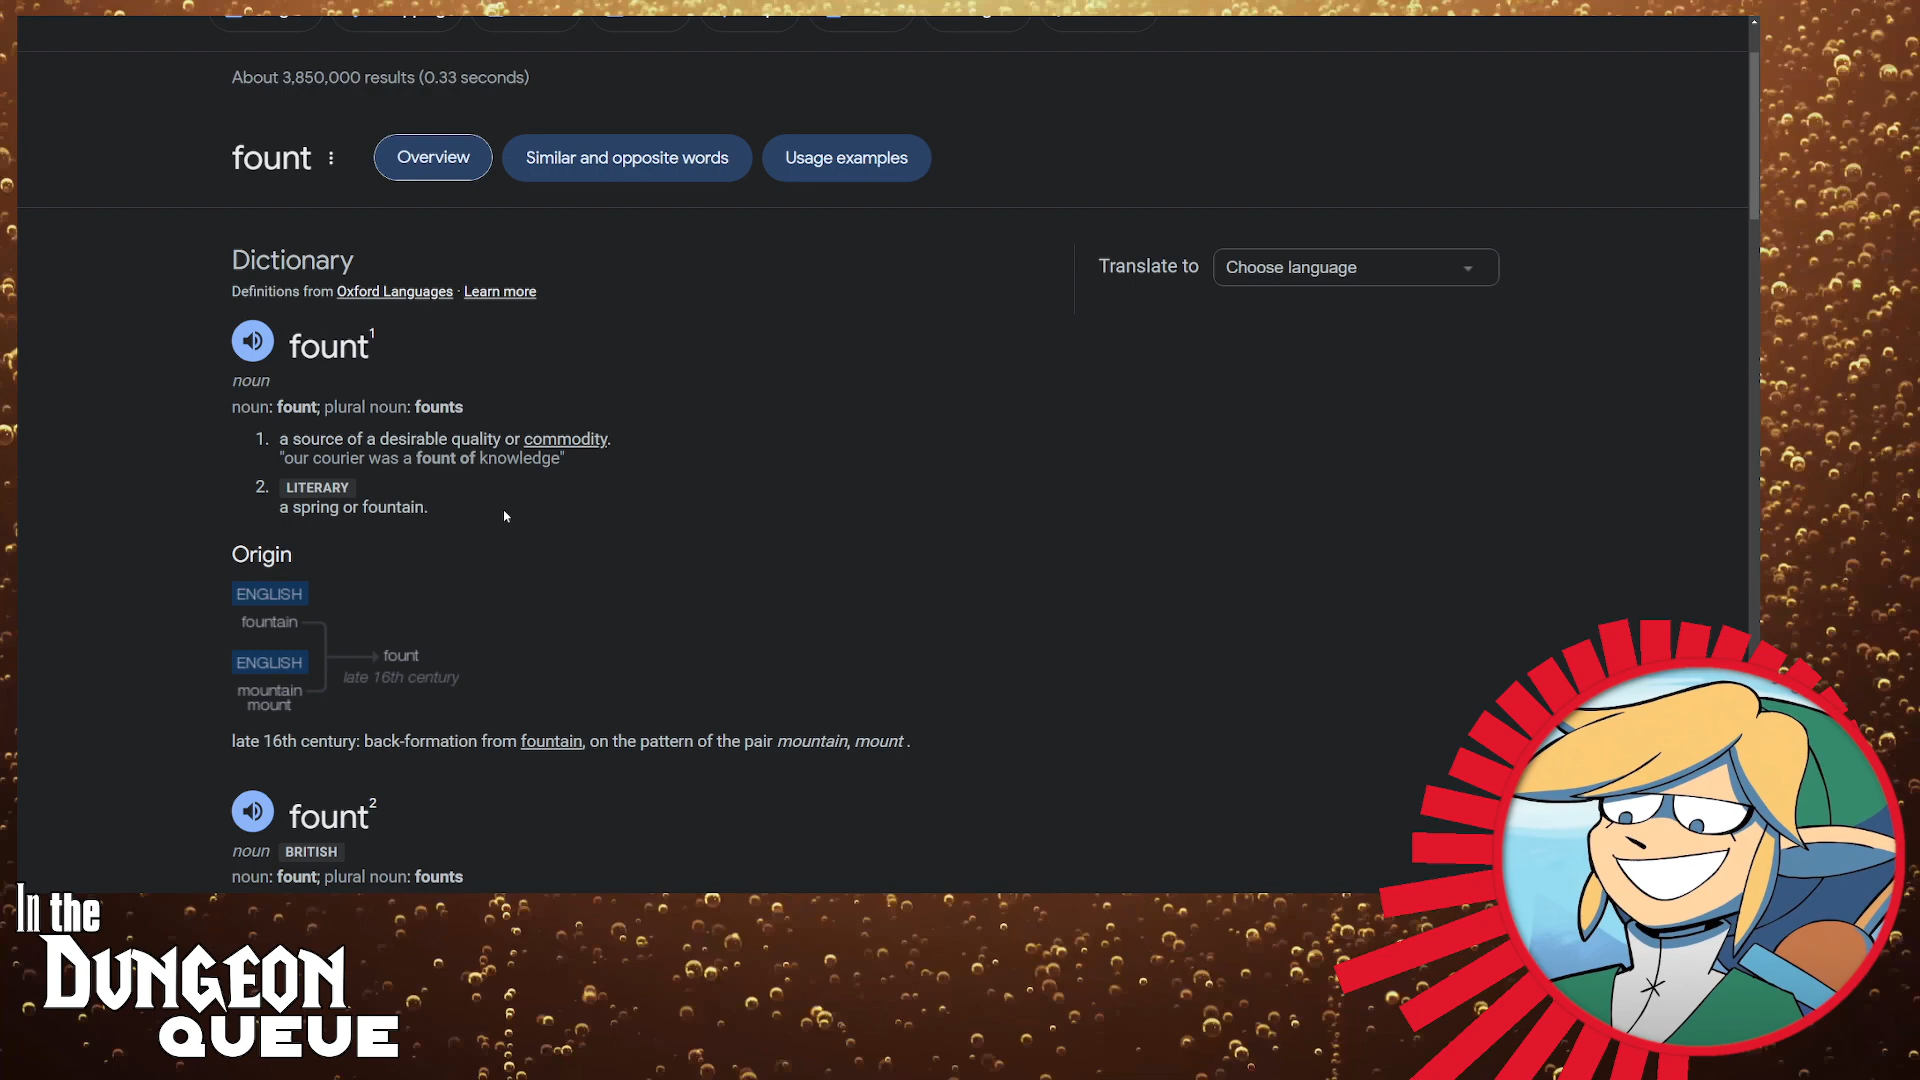 About 3,850,000 results (0.33 seconds)
fount
Overview
Similar and opposite words
Usage examples
Dictionary
Definitions from Oxford Languages · Learn more
Translate to
Choose language
fount¹
noun
noun: fount; plural noun: founts
1. a source of a desirable quality or commodity.
"our courier was a fount of knowledge"
2. LITERARY
a spring or fountain.
Origin
ENGLISH
fountain
ENGLISH
mountain
mount
fount
late 16th century
late 16th century: back-formation from fountain, on the pattern of the pair mountain, mount .
fount²
noun BRITISH
noun: fount; plural noun: founts
In the
DUNGEON
QUEUE